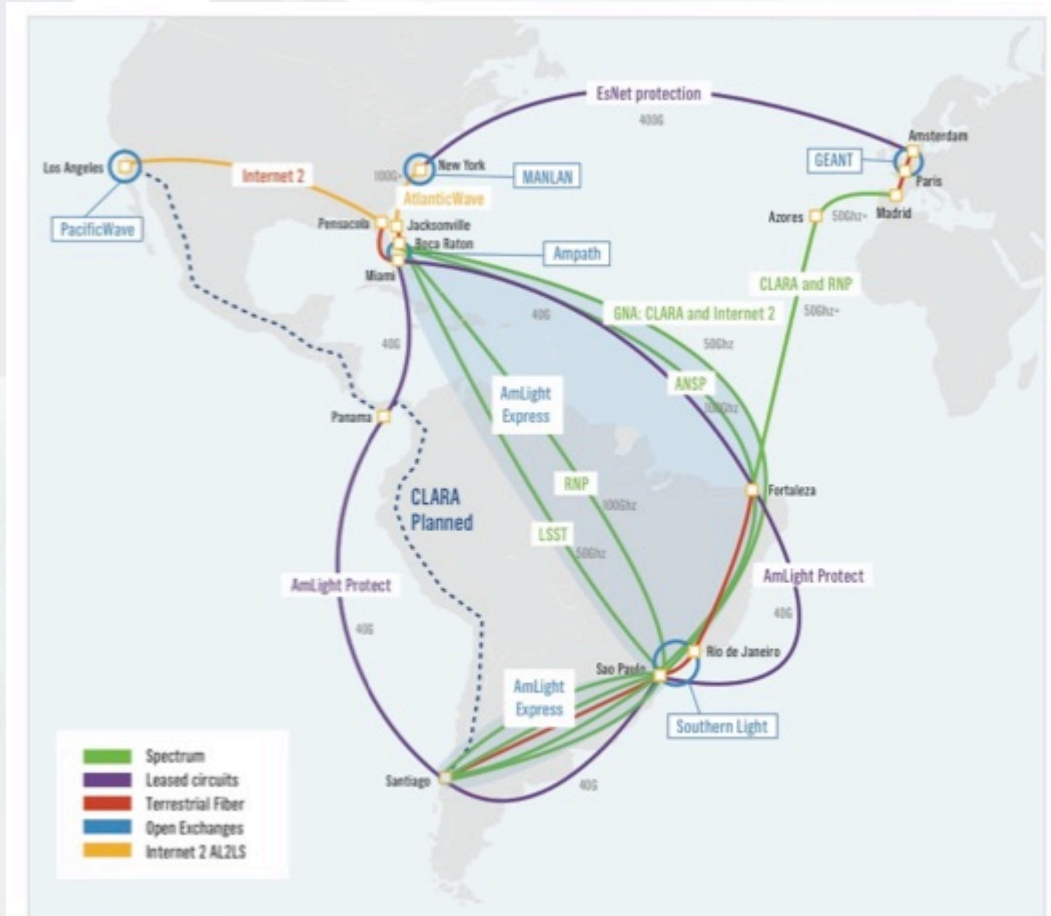 EsNet protection
400G
Amsterdam
GEANT
Paris
Madrid
Azores
50Ghz+
Los Angeles
PacificWave
Internet 2
100G+
New York
MANLAN
AtlanticWave
Pensacola
Jacksonville
Boca Raton
Ampath
Miami
CLARA and RNP
50Ghz+
GNA: CLARA and Internet 2
40G
50Ghz
40G
ANSP
100Ghz
AmLight
Express
Panama
RNP
100Ghz
Fortaleza
CLARA
Planned
LSST
50Ghz
AmLight Protect
40G
AmLight Protect
40G
Rio de Janeiro
Sao Paulo
AmLight
Express
Southern Light
Santiago
40G
Spectrum
Leased circuits
Terrestrial Fiber
Open Exchanges
Internet 2 AL2LS